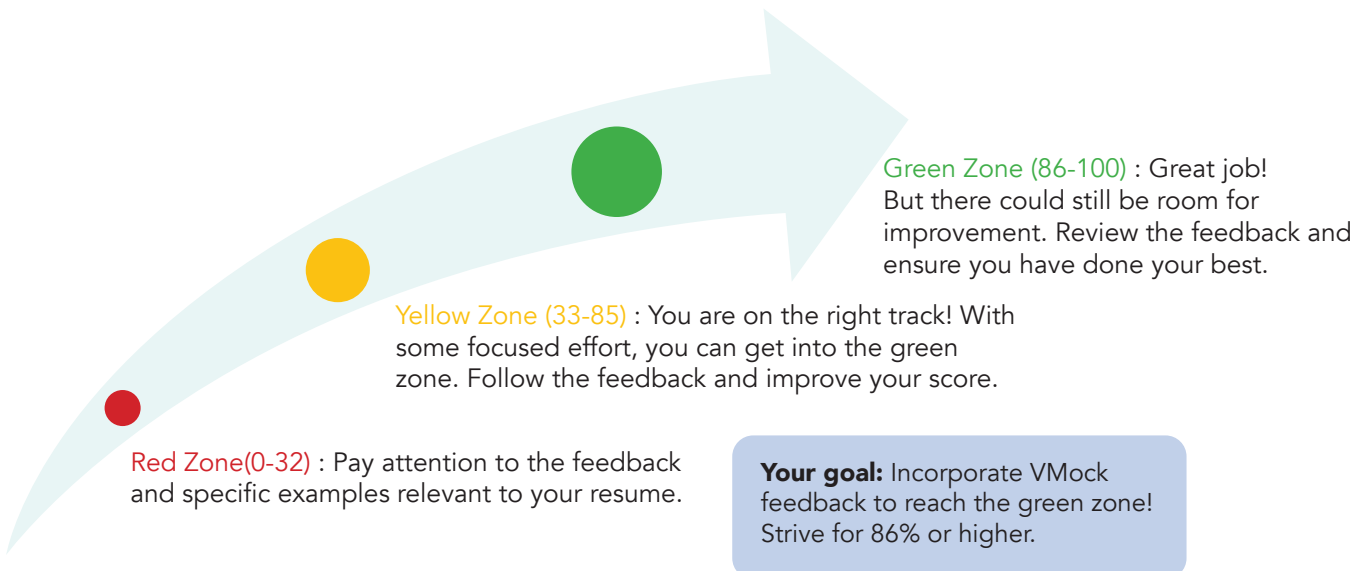 Green Zone (86-100) : Great job!
But there could still be room for
improvement. Review the feedback and
ensure you have done your best.
Yellow Zone (33-85) : You are on the right track! With
some focused effort, you can get into the green
zone. Follow the feedback and improve your score.
Red Zone(0-32) : Pay attention to the feedback
and specific examples relevant to your resume.
Your goal: Incorporate VMock
feedback to reach the green zone!
Strive for 86% or higher.